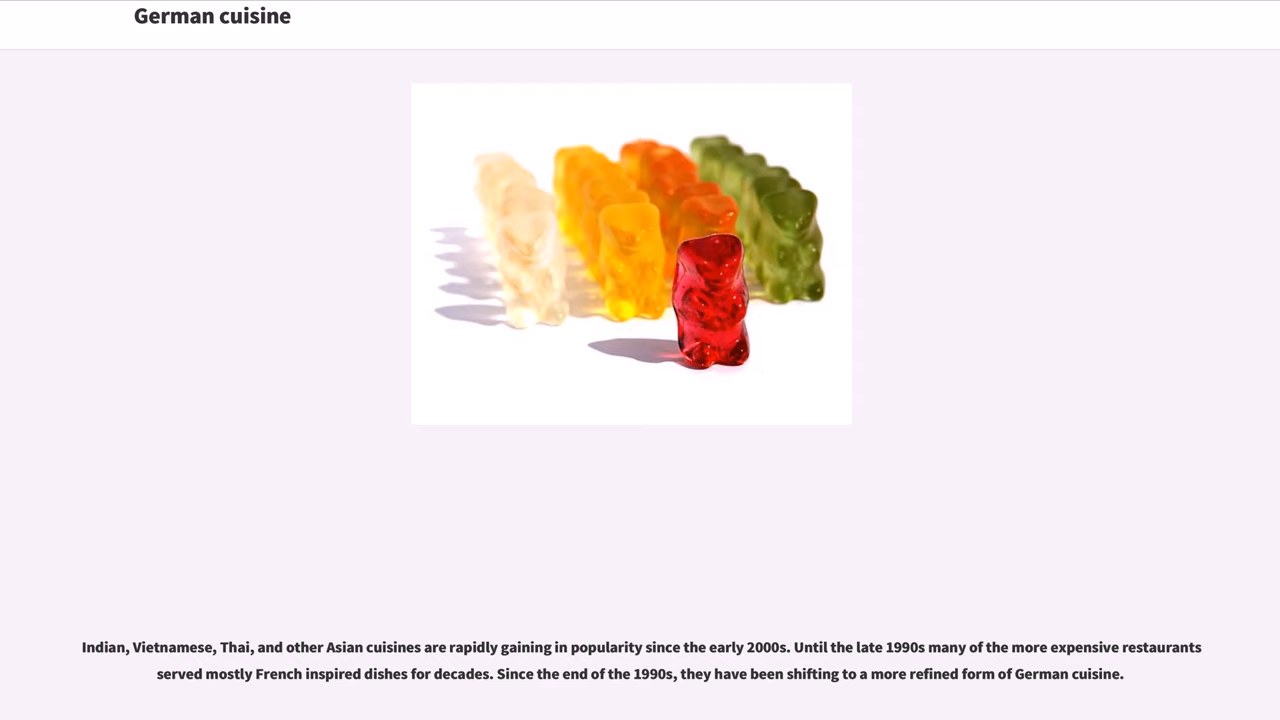 German cuisine
Indian, Vietnamese, Thai, and other Asian cuisines are rapidly gaining in popularity since the early 2000s. Until the late 1990s many of the more expensive restaurants
served mostly French inspired dishes for decades. Since the end of the 1990s, they have been shifting to a more refined form of German cuisine.